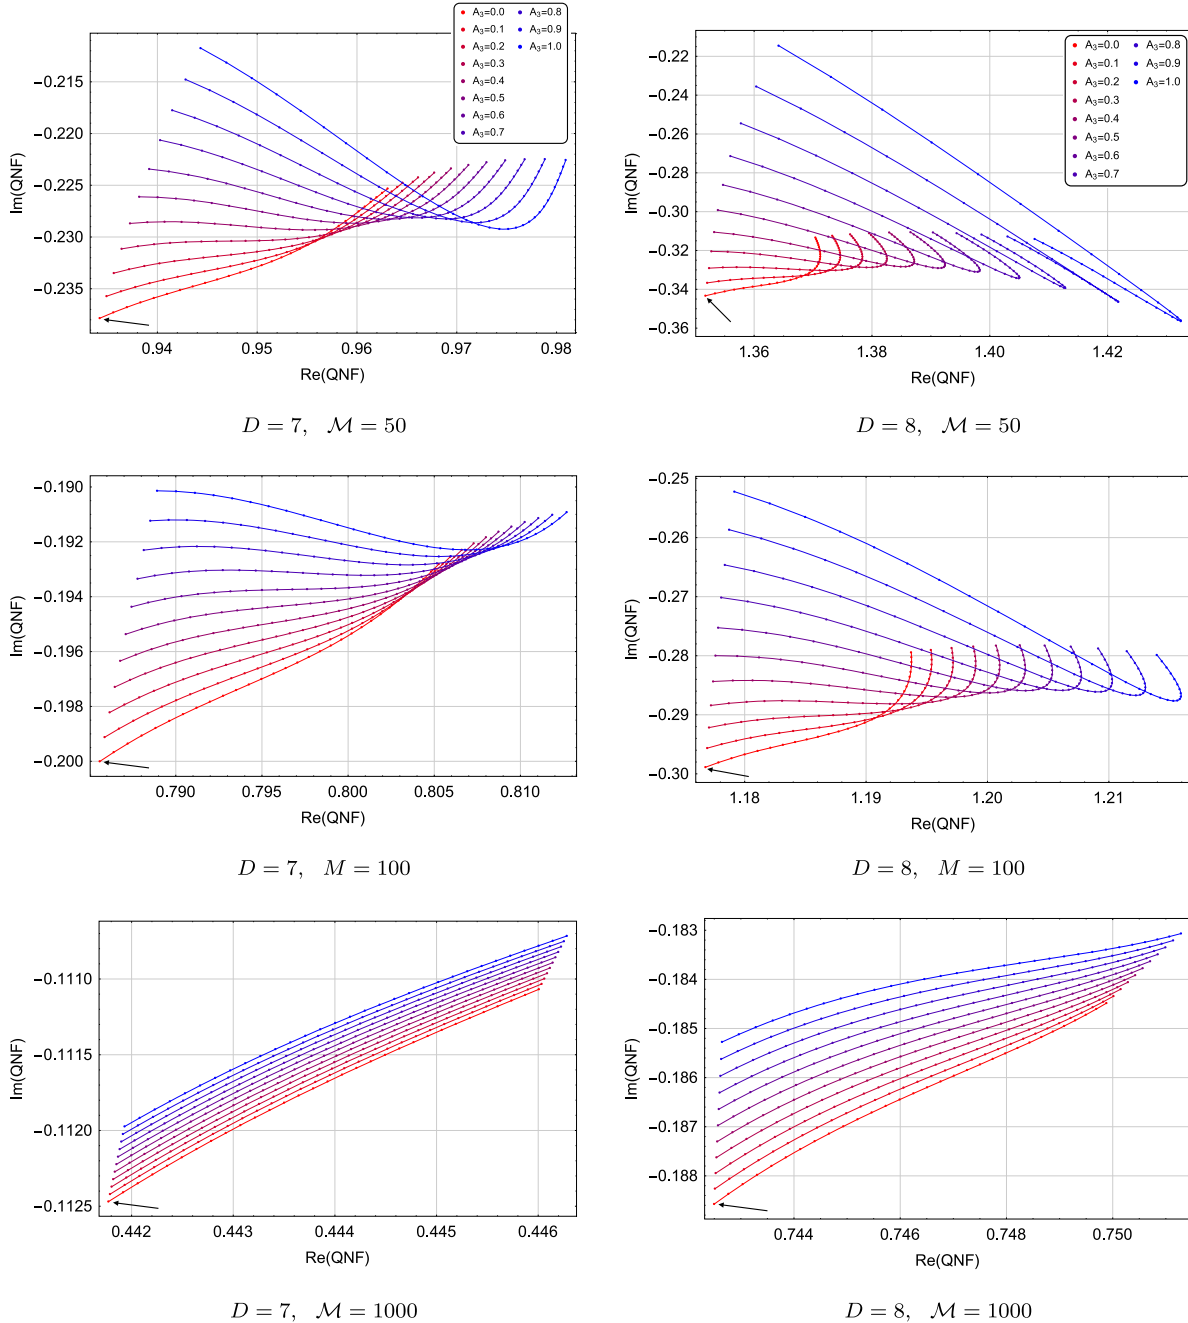 A₃=0.0 A₃=0.8
A₃=0.1 A₃=0.9
A₃=0.2 A₃=1.0
A₃=0.3
A₃=0.4
A₃=0.5
A₃=0.6
A₃=0.7
−0.215
−0.220
−0.225
−0.230
−0.235
Im(QNF)
0.94 0.95 0.96 0.97 0.98
Re(QNF)
D = 7, ℳ = 50
A₃=0.0 A₃=0.8
A₃=0.1 A₃=0.9
A₃=0.2 A₃=1.0
A₃=0.3
A₃=0.4
A₃=0.5
A₃=0.6
A₃=0.7
−0.22
−0.24
−0.26
−0.28
−0.30
−0.32
−0.34
−0.36
Im(QNF)
1.36 1.38 1.40 1.42
Re(QNF)
D = 8, ℳ = 50
−0.190
−0.192
−0.194
−0.196
−0.198
−0.200
Im(QNF)
0.790 0.795 0.800 0.805 0.810
Re(QNF)
D = 7, M = 100
−0.25
−0.26
−0.27
−0.28
−0.29
−0.30
Im(QNF)
1.18 1.19 1.20 1.21
Re(QNF)
D = 8, M = 100
−0.1110
−0.1115
−0.1120
−0.1125
Im(QNF)
0.442 0.443 0.444 0.445 0.446
Re(QNF)
D = 7, ℳ = 1000
−0.183
−0.184
−0.185
−0.186
−0.187
−0.188
Im(QNF)
0.744 0.746 0.748 0.750
Re(QNF)
D = 8, ℳ = 1000